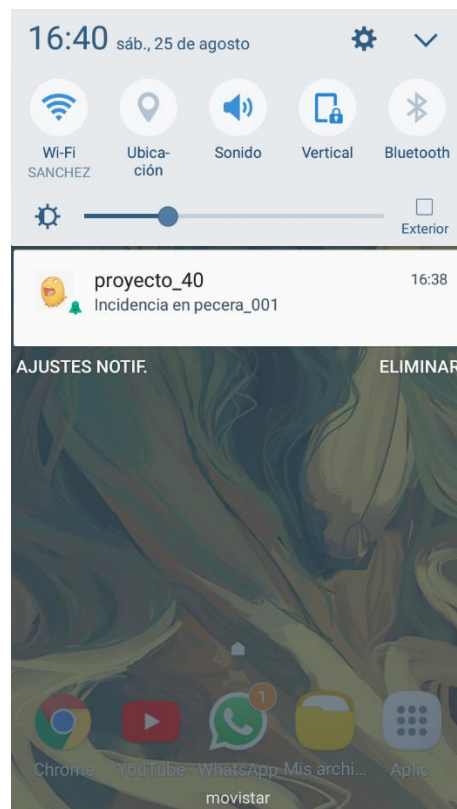 16:40 sáb., 25 de agosto
Wi-Fi
SANCHEZ
Ubica-
ción
Sonido
Vertical
Bluetooth
Exterior
proyecto_40 16:38
Incidencia en pecera_001
AJUSTES NOTIF. ELIMINAR
1
Chrome YouTube WhatsApp Mis archi... Aplic.
movistar